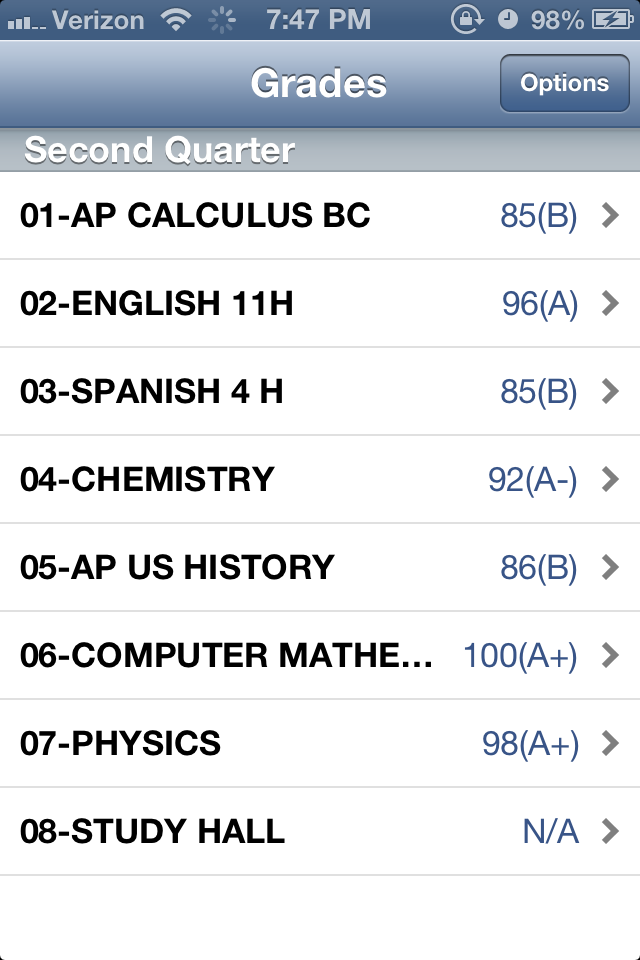 Verizon 7:47 PM 98%
Grades Options
Second Quarter
01-AP CALCULUS BC 85(B)
02-ENGLISH 11H 96(A)
03-SPANISH 4 H 85(B)
04-CHEMISTRY 92(A-)
05-AP US HISTORY 86(B)
06-COMPUTER MATHE... 100(A+)
07-PHYSICS 98(A+)
08-STUDY HALL N/A